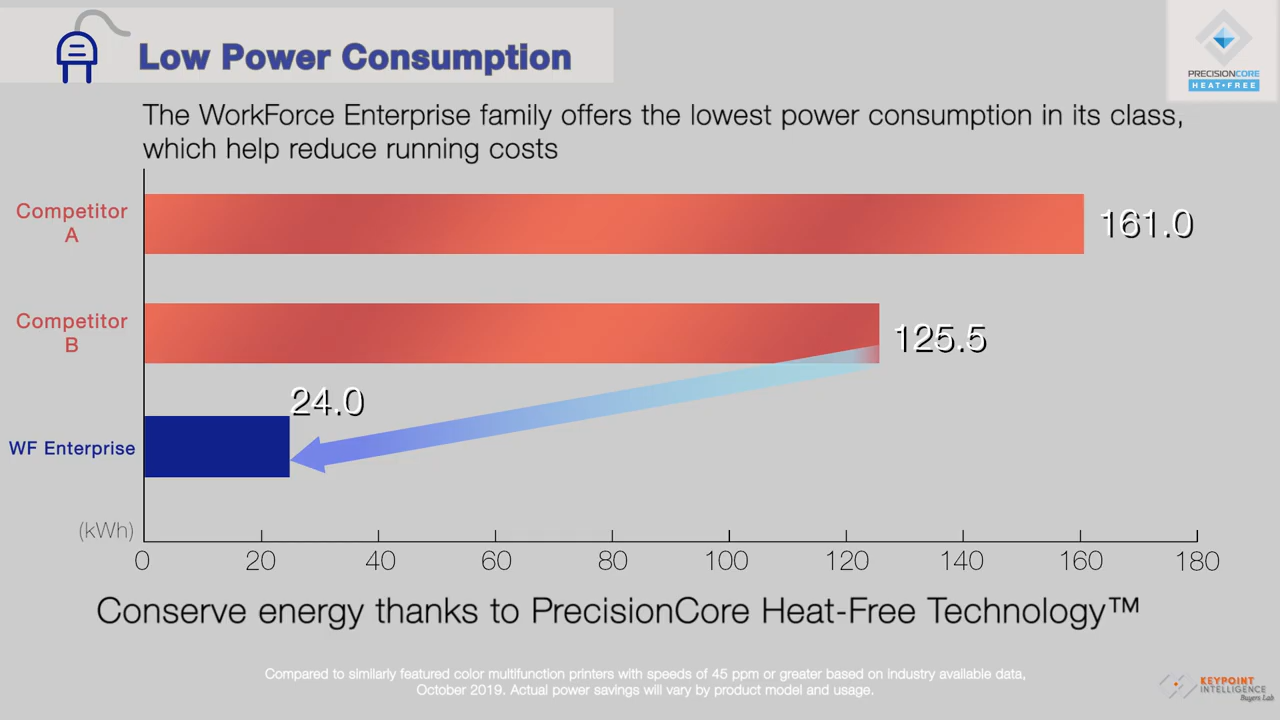 Low Power Consumption
PRECISIONCORE
HEAT•FREE
The WorkForce Enterprise family offers the lowest power consumption in its class,
which help reduce running costs
Competitor
A
161.0
Competitor
B
125.5
24.0
WF Enterprise
(kWh)
0 20 40 60 80 100 120 140 160 180
Conserve energy thanks to PrecisionCore Heat-Free Technology™
Compared to similarly featured color multifunction printers with speeds of 45 ppm or greater based on industry available data,
October 2019. Actual power savings will vary by product model and usage.
KEYPOINT
INTELLIGENCE
Buyers Lab